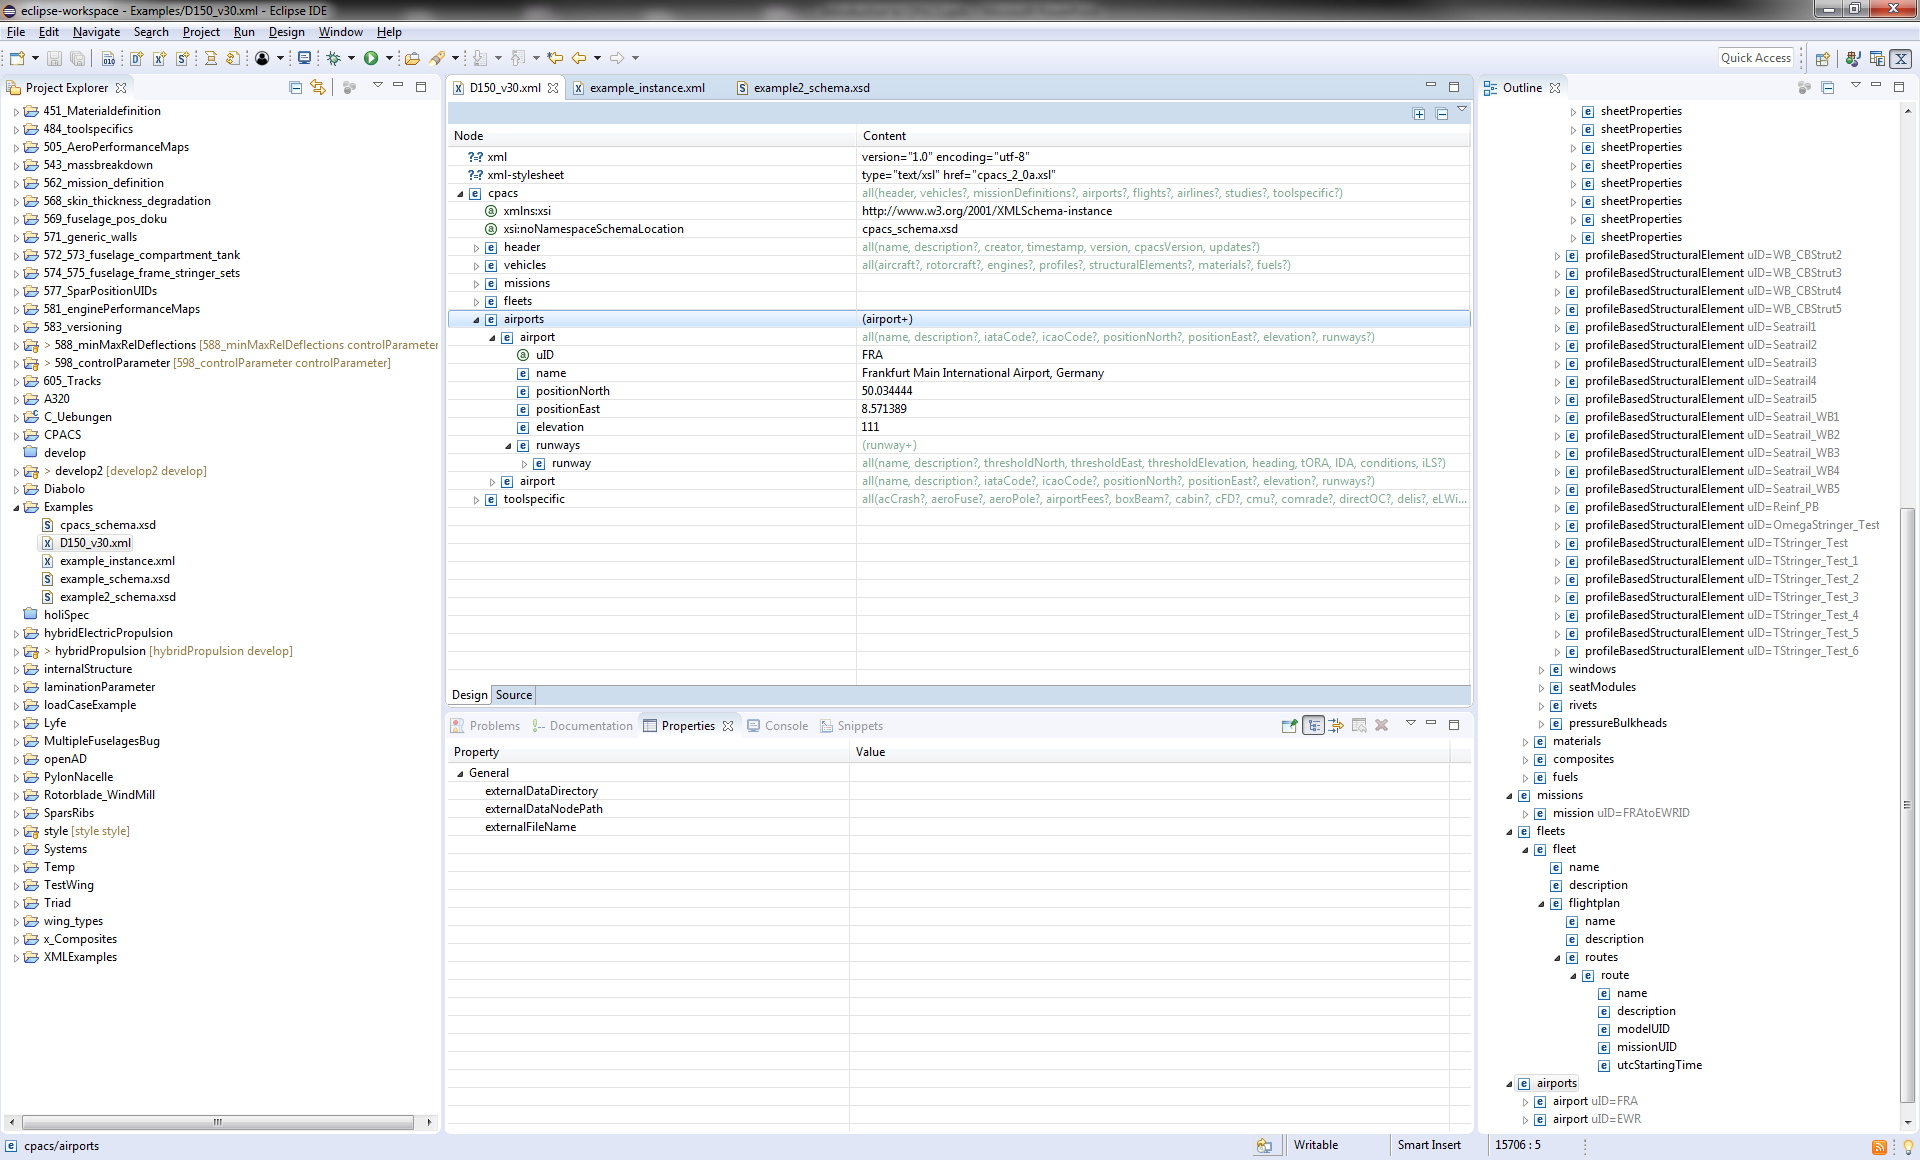 eclipse-workspace - Examples/D150_v30.xml - Eclipse IDE
File Edit Navigate Search Project Run Design Window Help
Quick Access
Project Explorer
451_Materialdefinition
484_toolspecifics
505_AeroPerformanceMaps
543_massbreakdown
562_mission_definition
568_skin_thickness_degradation
569_fuselage_pos_doku
571_generic_walls
572_573_fuselage_compartment_tank
574_575_fuselage_frame_stringer_sets
577_SparPositionUIDs
581_enginePerformanceMaps
583_versioning
> 588_minMaxRelDeflections [588_minMaxRelDeflections controlParameter
> 598_controlParameter [598_controlParameter controlParameter]
605_Tracks
A320
C_Uebungen
CPACS
develop
> develop2 [develop2 develop]
Diabolo
Examples
cpacs_schema.xsd
D150_v30.xml
example_instance.xml
example_schema.xsd
example2_schema.xsd
holiSpec
hybridElectricPropulsion
> hybridPropulsion [hybridPropulsion develop]
internalStructure
laminationParameter
loadCaseExample
Lyfe
MultipleFuselagesBug
openAD
PylonNacelle
Rotorblade_WindMill
SparsRibs
style [style style]
Systems
Temp
TestWing
Triad
wing_types
x_Composites
XMLExamples
D150_v30.xml example_instance.xml example2_schema.xsd
Node Content
xml version="1.0" encoding="utf-8"
xml-stylesheet type="text/xsl" href="cpacs_2_0a.xsl"
cpacs all(header, vehicles?, missionDefinitions?, airports?, flights?, airlines?, studies?, toolspecific?)
xmlns:xsi http://www.w3.org/2001/XMLSchema-instance
xsi:noNamespaceSchemaLocation cpacs_schema.xsd
header all(name, description?, creator, timestamp, version, cpacsVersion, updates?)
vehicles all(aircraft?, rotorcraft?, engines?, profiles?, structuralElements?, materials?, fuels?)
missions
fleets
airports (airport+)
airport all(name, description?, iataCode?, icaoCode?, positionNorth?, positionEast?, elevation?, runways?)
uID FRA
name Frankfurt Main International Airport, Germany
positionNorth 50.034444
positionEast 8.571389
elevation 111
runways (runway+)
runway all(name, description?, thresholdNorth, thresholdEast, thresholdElevation, heading, tORA, lDA, conditions, iLS?)
airport all(name, description?, iataCode?, icaoCode?, positionNorth?, positionEast?, elevation?, runways?)
toolspecific all(acCrash?, aeroFuse?, aeroPole?, airportFees?, boxBeam?, cabin?, cFD?, cmu?, comrade?, directOC?, delis?, eLWi...
Design Source
Problems Documentation Properties Console Snippets
Property Value
General
externalDataDirectory
externalDataNodePath
externalFileName
Outline
sheetProperties
sheetProperties
sheetProperties
sheetProperties
sheetProperties
sheetProperties
sheetProperties
sheetProperties
profileBasedStructuralElement uID=WB_CBStrut2
profileBasedStructuralElement uID=WB_CBStrut3
profileBasedStructuralElement uID=WB_CBStrut4
profileBasedStructuralElement uID=WB_CBStrut5
profileBasedStructuralElement uID=Seatrail1
profileBasedStructuralElement uID=Seatrail2
profileBasedStructuralElement uID=Seatrail3
profileBasedStructuralElement uID=Seatrail4
profileBasedStructuralElement uID=Seatrail5
profileBasedStructuralElement uID=Seatrail_WB1
profileBasedStructuralElement uID=Seatrail_WB2
profileBasedStructuralElement uID=Seatrail_WB3
profileBasedStructuralElement uID=Seatrail_WB4
profileBasedStructuralElement uID=Seatrail_WB5
profileBasedStructuralElement uID=Reinf_PB
profileBasedStructuralElement uID=OmegaStringer_Test
profileBasedStructuralElement uID=TStringer_Test
profileBasedStructuralElement uID=TStringer_Test_1
profileBasedStructuralElement uID=TStringer_Test_2
profileBasedStructuralElement uID=TStringer_Test_3
profileBasedStructuralElement uID=TStringer_Test_4
profileBasedStructuralElement uID=TStringer_Test_5
profileBasedStructuralElement uID=TStringer_Test_6
windows
seatModules
rivets
pressureBulkheads
materials
composites
fuels
missions
mission uID=FRAtoEWRID
fleets
fleet
name
description
flightplan
name
description
routes
route
name
description
modelUID
missionUID
utcStartingTime
airports
airport uID=FRA
airport uID=EWR
cpacs/airports Writable Smart Insert 15706 : 5